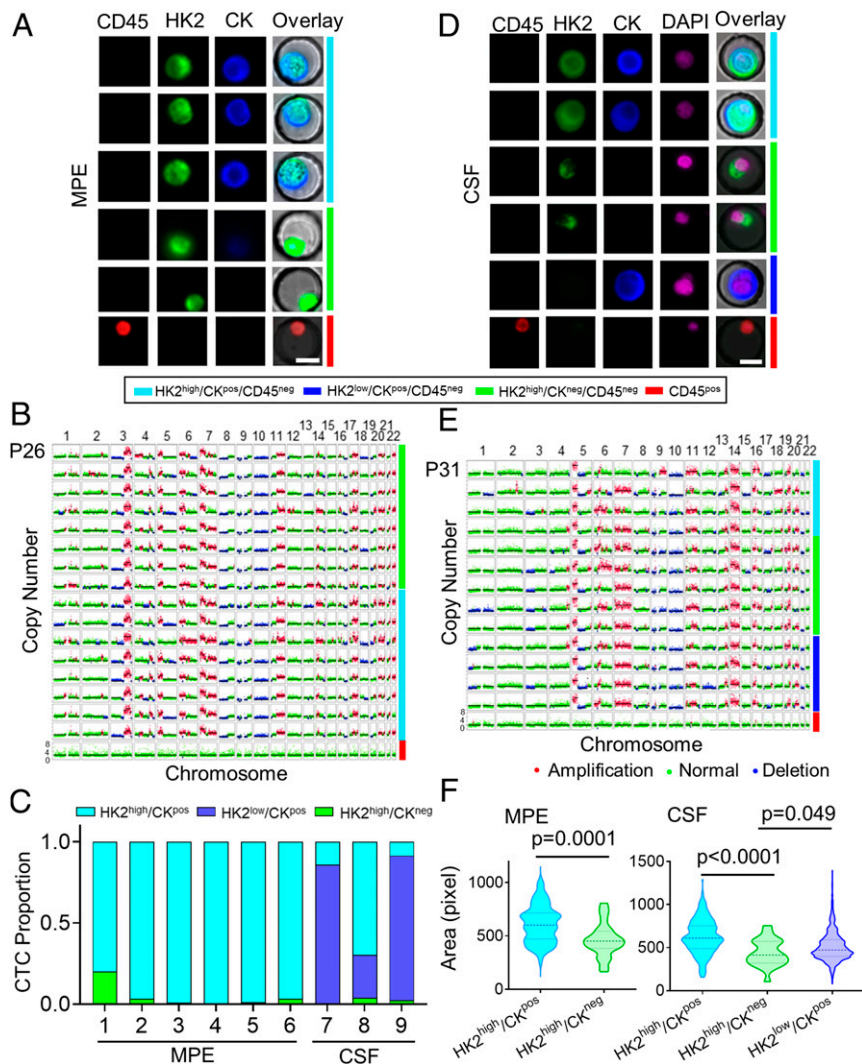 A
CD45 HK2 CK Overlay
MPE
D
CD45 HK2 CK DAPI Overlay
CSF
HK2high/CKpos/CD45neg HK2low/CKpos/CD45neg HK2high/CKneg/CD45neg CD45pos
B
P26
1 2 3 4 5 6 7 8 9 10 11 12 13 14 15 16 17 18 19 20 21 22
Copy Number
8
4
0
Chromosome
E
P31
1 2 3 4 5 6 7 8 9 10 11 12 13 14 15 16 17 18 19 20 21 22
Copy Number
8
4
0
Chromosome
Amplification Normal Deletion
C
HK2high/CKpos HK2low/CKpos HK2high/CKneg
CTC Proportion
1.0
0.5
0.0
1 2 3 4 5 6 7 8 9
MPE CSF
F
MPE
p=0.0001
Area (pixel)
1000
500
0
HK2high/CKpos
HK2high/CKneg
CSF
p=0.049
p<0.0001
1500
1000
500
0
HK2high/CKpos
HK2high/CKneg
HK2low/CKpos